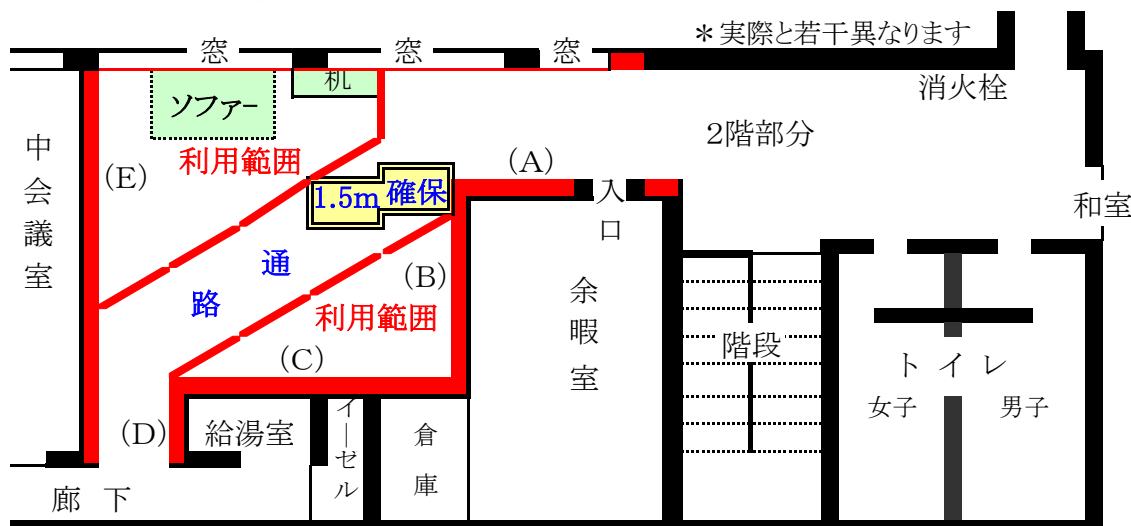 窓
窓
窓
＊実際と若干異なります
机
ソファー
消火栓
2階部分
中会議室
(E)
利用範囲
(A)
1.5m
確保
入口
和室
通路
(B)
利用範囲
余暇室
(C)
階段
トイレ
女子
男子
(D)
給湯室
イーゼル
倉庫
廊下